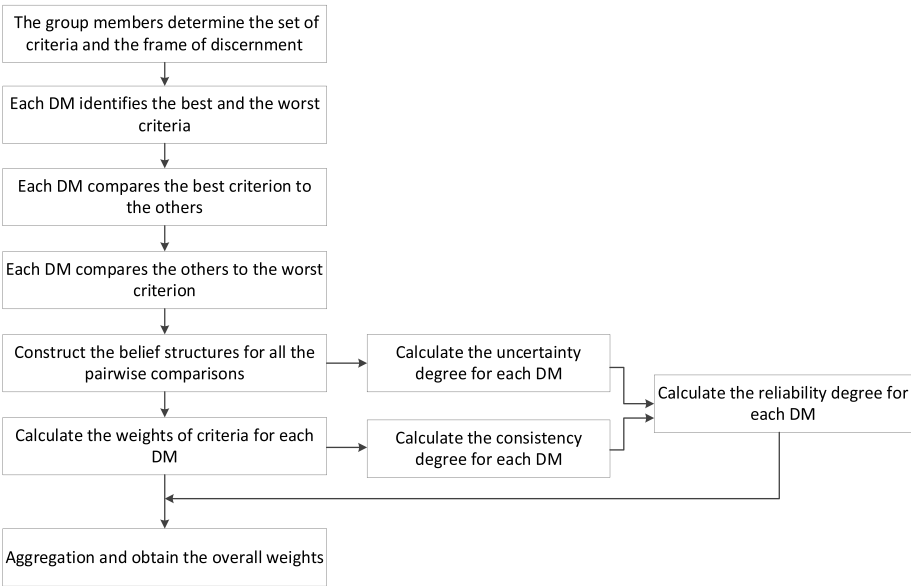 The group members determine the set of
criteria and the frame of discernment
Each DM identifies the best and the worst
criteria
Each DM compares the best criterion to
the others
Each DM compares the others to the worst
criterion
Construct the belief structures for all the
pairwise comparisons
Calculate the uncertainty
degree for each DM
Calculate the reliability degree for
each DM
Calculate the weights of criteria for each
DM
Calculate the consistency
degree for each DM
Aggregation and obtain the overall weights